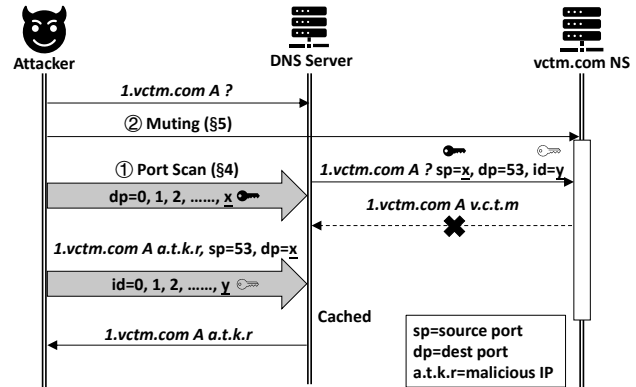 Attacker
DNS Server
vctm.com NS
1.vctm.com A ?
② Muting (§5)
① Port Scan (§4)
1.vctm.com A ? sp=x, dp=53, id=y
dp=0, 1, 2, ……, x
1.vctm.com A v.c.t.m
1.vctm.com A a.t.k.r, sp=53, dp=x
id=0, 1, 2, ……, y
Cached
1.vctm.com A a.t.k.r
sp=source port
dp=dest port
a.t.k.r=malicious IP